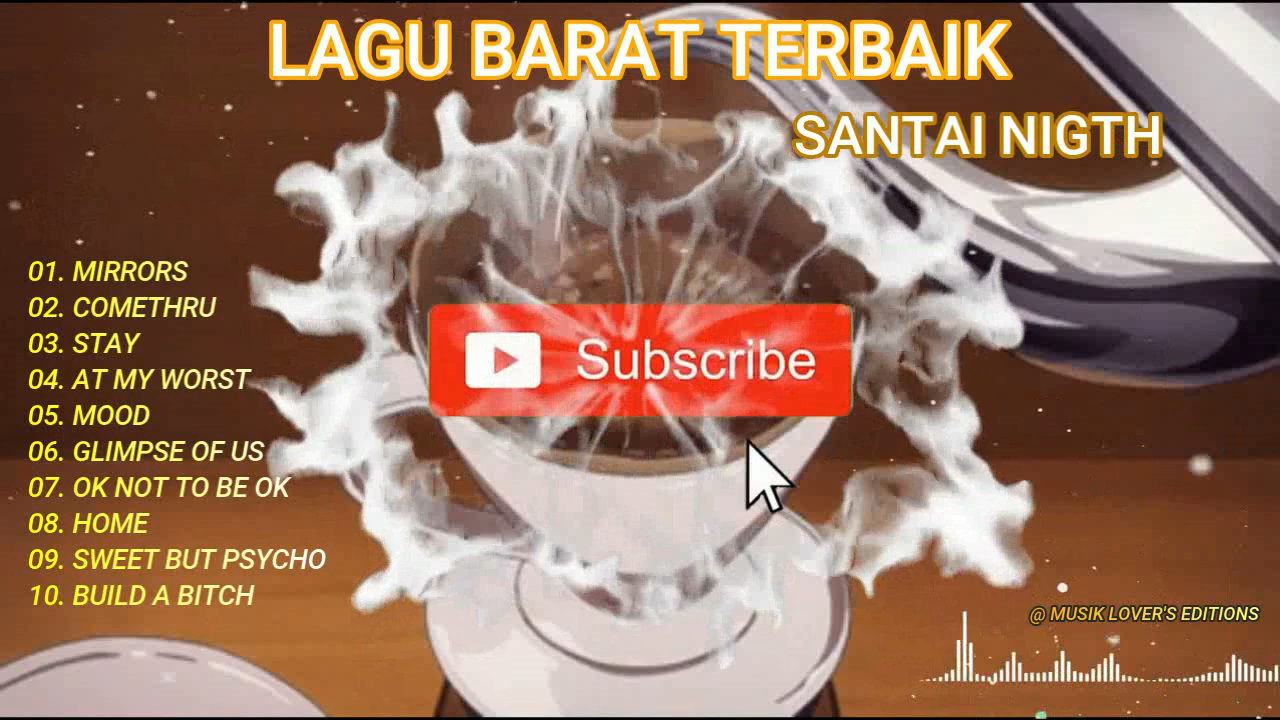 LAGU BARAT TERBAIK
SANTAI NIGTH
01. MIRRORS
02. COMETHRU
03. STAY
04. AT MY WORST
05. MOOD
06. GLIMPSE OF US
07. OK NOT TO BE OK
08. HOME
09. SWEET BUT PSYCHO
10. BUILD A BITCH
Subscribe
@ MUSIK LOVER'S EDITIONS